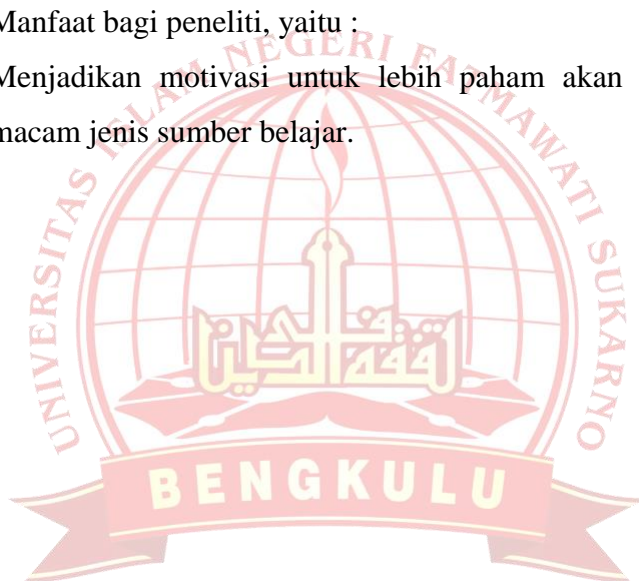 Manfaat bagi peneliti, yaitu :
Menjadikan motivasi untuk lebih paham akan
macam jenis sumber belajar.
UNIVERSITAS ISLAM NEGERI FATMAWATI SUKARNO
BENGKULU